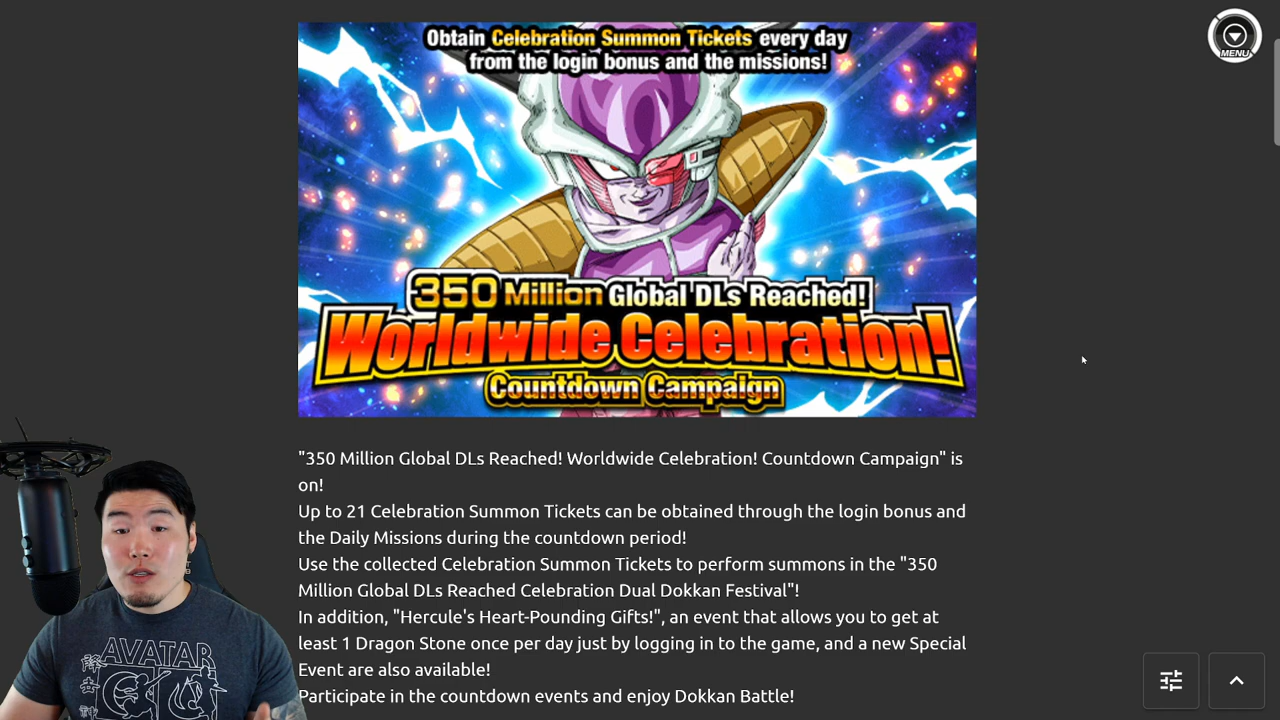 Obtain Celebration Summon Tickets every day
from the login bonus and the missions!
MENU
350 Million Global DLs Reached!
Worldwide Celebration!
Countdown Campaign
"350 Million Global DLs Reached! Worldwide Celebration! Countdown Campaign" is
on!
Up to 21 Celebration Summon Tickets can be obtained through the login bonus and
the Daily Missions during the countdown period!
Use the collected Celebration Summon Tickets to perform summons in the "350
Million Global DLs Reached Celebration Dual Dokkan Festival"!
In addition, "Hercule's Heart-Pounding Gifts!", an event that allows you to get at
least 1 Dragon Stone once per day just by logging in to the game, and a new Special
Event are also available!
Participate in the countdown events and enjoy Dokkan Battle!
AVATAR